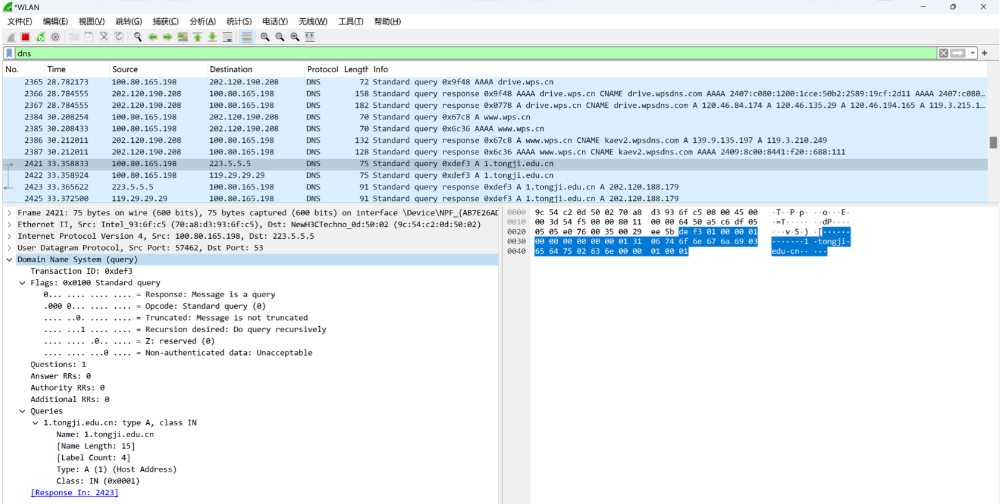 *WLAN
文件(F) 编辑(E) 视图(V) 跳转(G) 捕获(C) 分析(A) 统计(S) 电话(Y) 无线(W) 工具(T) 帮助(H)
dns
No. Time Source Destination Protocol Length Info
2365 28.782173 100.80.165.198 202.120.190.208 DNS 72 Standard query 0x9f48 AAAA drive.wps.cn
2366 28.784555 202.120.190.208 100.80.165.198 DNS 158 Standard query response 0x9f48 AAAA drive.wps.cn CNAME drive.wpsdns.com AAAA 2407:c080:1200:1cce:50b2:2589:19cf:2d11 AAAA 2407:c080…
2367 28.784555 202.120.190.208 100.80.165.198 DNS 182 Standard query response 0x0778 A drive.wps.cn CNAME drive.wpsdns.com A 120.46.84.174 A 120.46.135.29 A 120.46.194.165 A 119.3.215.1…
2384 30.208254 100.80.165.198 202.120.190.208 DNS 70 Standard query 0x67c8 A www.wps.cn
2385 30.208433 100.80.165.198 202.120.190.208 DNS 70 Standard query 0x6c36 AAAA www.wps.cn
2386 30.212011 202.120.190.208 100.80.165.198 DNS 132 Standard query response 0x67c8 A www.wps.cn CNAME kaev2.wpsdns.com A 139.9.135.197 A 119.3.210.249
2387 30.212011 202.120.190.208 100.80.165.198 DNS 128 Standard query response 0x6c36 AAAA www.wps.cn CNAME kaev2.wpsdns.com AAAA 2409:8c00:8441:f20::688:111
2421 33.358833 100.80.165.198 223.5.5.5 DNS 75 Standard query 0xdef3 A 1.tongji.edu.cn
2422 33.358924 100.80.165.198 119.29.29.29 DNS 75 Standard query 0xdef3 A 1.tongji.edu.cn
2423 33.365622 223.5.5.5 100.80.165.198 DNS 91 Standard query response 0xdef3 A 1.tongji.edu.cn A 202.120.188.179
2425 33.372500 119.29.29.29 100.80.165.198 DNS 91 Standard query response 0xdef3 A 1.tongji.edu.cn A 202.120.188.179
Frame 2421: 75 bytes on wire (600 bits), 75 bytes captured (600 bits) on interface \Device\NPF_{AB7E26AD
Ethernet II, Src: Intel_93:6f:c5 (70:a8:d3:93:6f:c5), Dst: NewH3CTechno_0d:50:02 (9c:54:c2:0d:50:02)
Internet Protocol Version 4, Src: 100.80.165.198, Dst: 223.5.5.5
User Datagram Protocol, Src Port: 57462, Dst Port: 53
Domain Name System (query)
Transaction ID: 0xdef3
Flags: 0x0100 Standard query
0... .... .... .... = Response: Message is a query
.000 0... .... .... = Opcode: Standard query (0)
.... ..0. .... .... = Truncated: Message is not truncated
.... ...1 .... .... = Recursion desired: Do query recursively
.... .... .0.. .... = Z: reserved (0)
.... .... ...0 .... = Non-authenticated data: Unacceptable
Questions: 1
Answer RRs: 0
Authority RRs: 0
Additional RRs: 0
Queries
1.tongji.edu.cn: type A, class IN
Name: 1.tongji.edu.cn
[Name Length: 15]
[Label Count: 4]
Type: A (1) (Host Address)
Class: IN (0x0001)
[Response In: 2423]
0000 9c 54 c2 0d 50 02 70 a8 d3 93 6f c5 08 00 45 00 ·T··P·p· ··o···E·
0010 00 3d 54 f5 00 00 80 11 00 00 64 50 a5 c6 df 05 ·=T····· ··dP····
0020 05 05 e0 76 00 35 00 29 ee 5b de f3 01 00 00 01 ···v·5·) ·[······
0030 00 00 00 00 00 00 01 31 06 74 6f 6e 67 6a 69 03 ·······1 ·tongji·
0040 65 64 75 02 63 6e 00 00 01 00 01 edu·cn·· ···